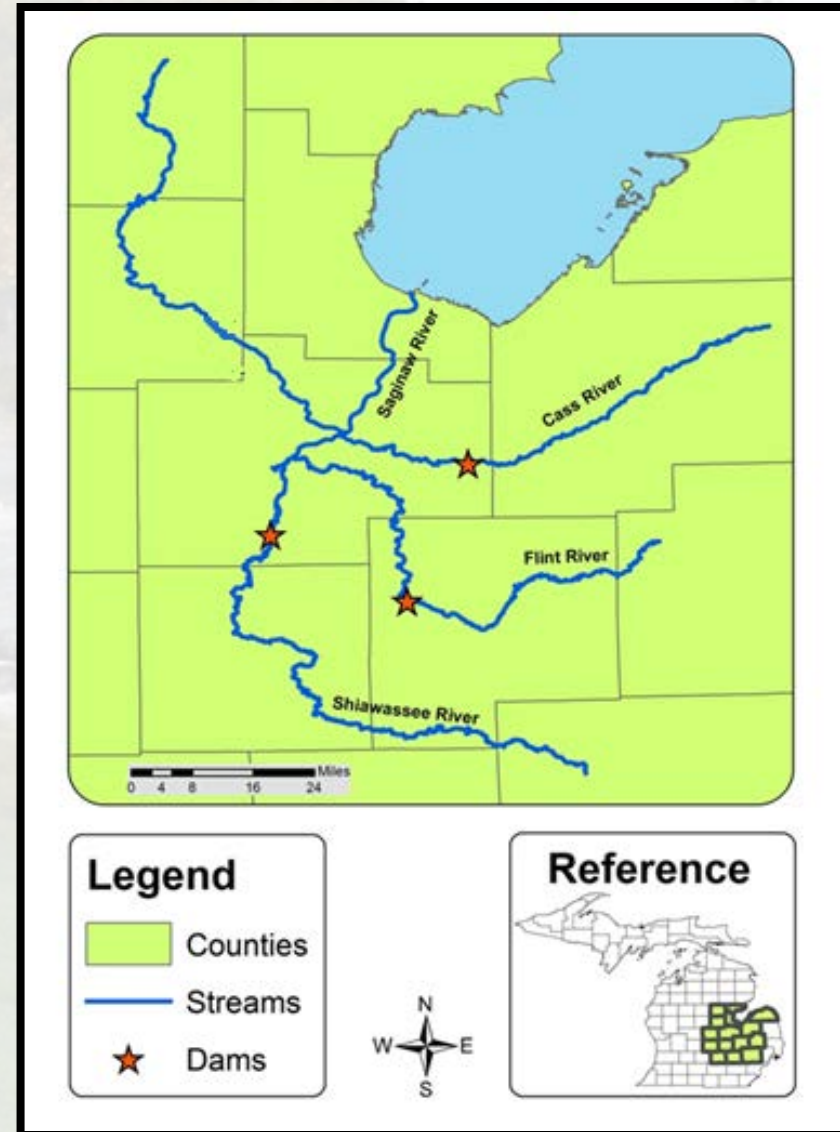 Saginaw River
Cass River
Flint River
Shiawassee River
Miles
0 4 8 16 24
Legend
Counties
Streams
Dams
N
W E
S
Reference